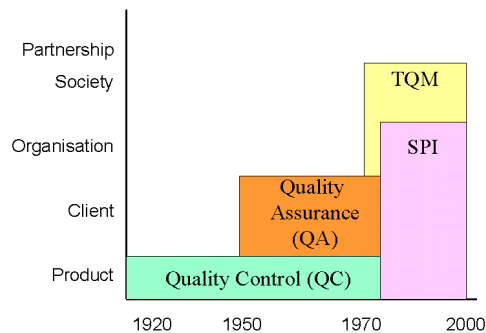 Partnership
Society
TQM
Organisation
SPI
Client
Quality
Assurance
(QA)
Product
Quality Control (QC)
1920 1950 1970 2000